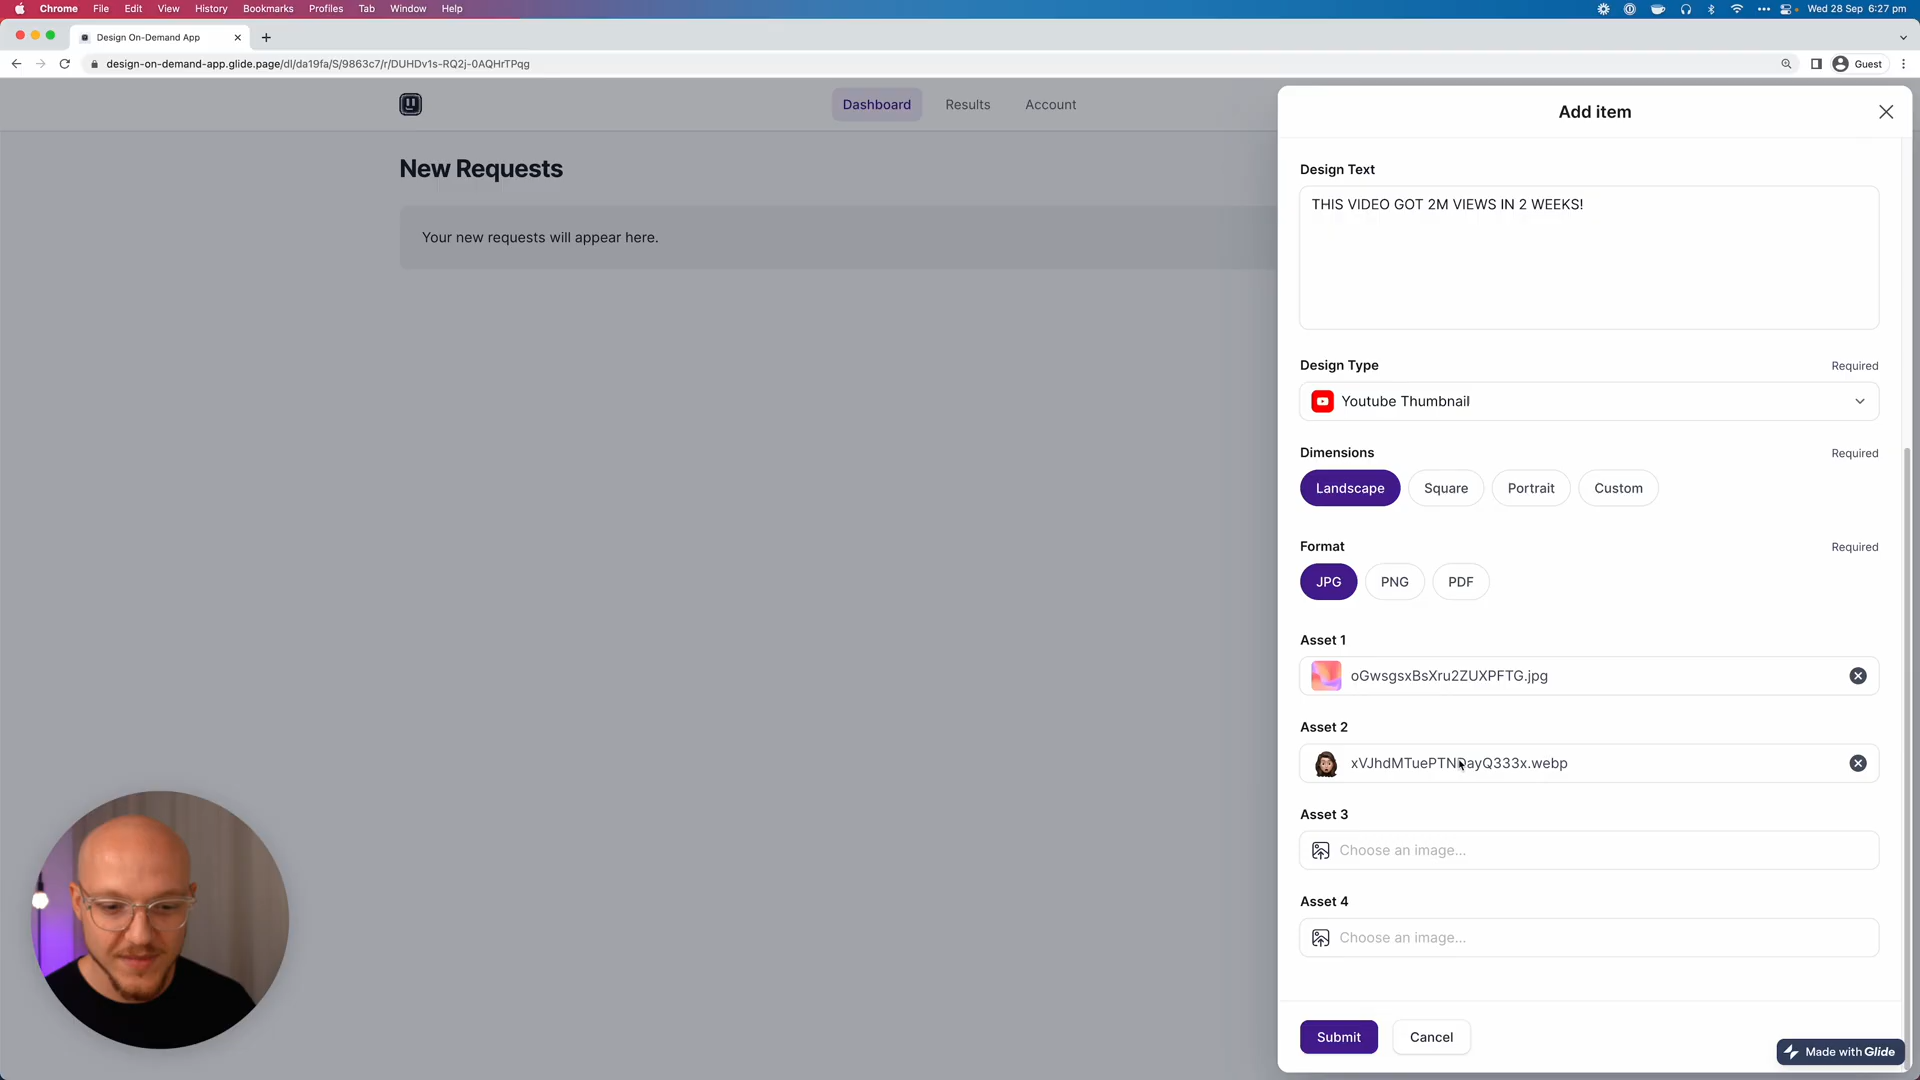 Chrome File Edit View History Bookmarks Profiles Tab Window Help
Wed 28 Sep 6:27 pm
Design On-Demand App
design-on-demand-app.glide.page/dl/da19fa/S/9863c7/r/DUHDv1s-RQ2j-0AQHrTPqg
Guest
Dashboard Results Account
New Requests
Your new requests will appear here.
Add item
Design Text
THIS VIDEO GOT 2M VIEWS IN 2 WEEKS!
Design Type Required
Youtube Thumbnail
Dimensions Required
Landscape Square Portrait Custom
Format Required
JPG PNG PDF
Asset 1
oGwsgsxBsXru2ZUXPFTG.jpg
Asset 2
xVJhdMTuePTNDayQ333x.webp
Asset 3
Choose an image...
Asset 4
Choose an image...
Submit Cancel
Made with Glide